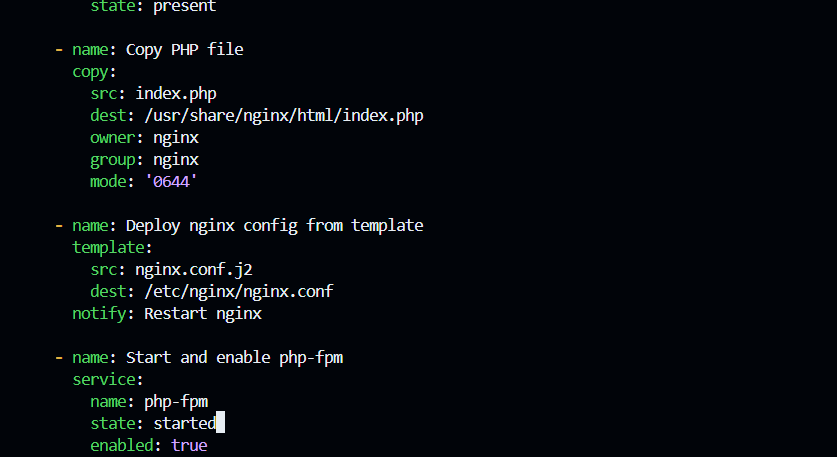 state: present
- name: Copy PHP file
copy:
src: index.php
dest: /usr/share/nginx/html/index.php
owner: nginx
group: nginx
mode: '0644'
- name: Deploy nginx config from template
template:
src: nginx.conf.j2
dest: /etc/nginx/nginx.conf
notify: Restart nginx
- name: Start and enable php-fpm
service:
name: php-fpm
state: started
enabled: true